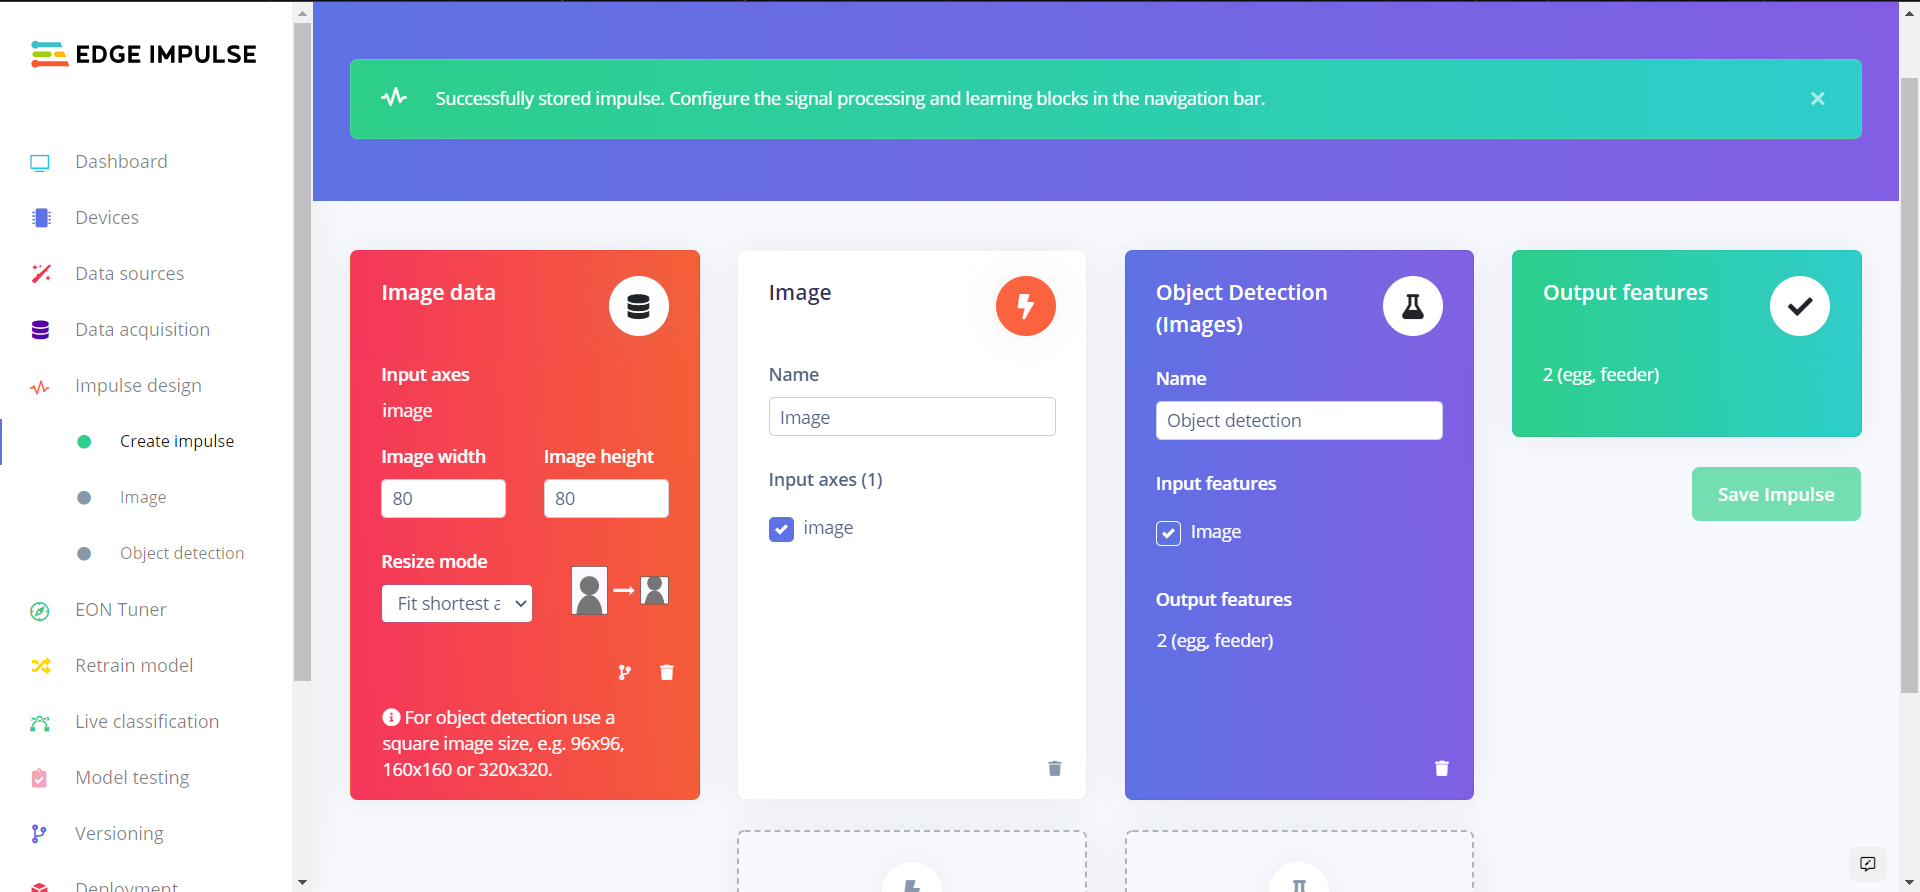 EDGE IMPULSE
Dashboard
Devices
Data sources
Data acquisition
Impulse design
Create impulse
Image
Object detection
EON Tuner
Retrain model
Live classification
Model testing
Versioning
Deployment
Successfully stored impulse. Configure the signal processing and learning blocks in the navigation bar.
×
Image data
Input axes
image
Image width
Image height
80
80
Resize mode
Fit shortest a
For object detection use a
square image size, e.g. 96x96,
160x160 or 320x320.
Image
Name
Image
Input axes (1)
image
Object Detection
(Images)
Name
Object detection
Input features
Image
Output features
2 (egg, feeder)
Output features
2 (egg, feeder)
Save Impulse